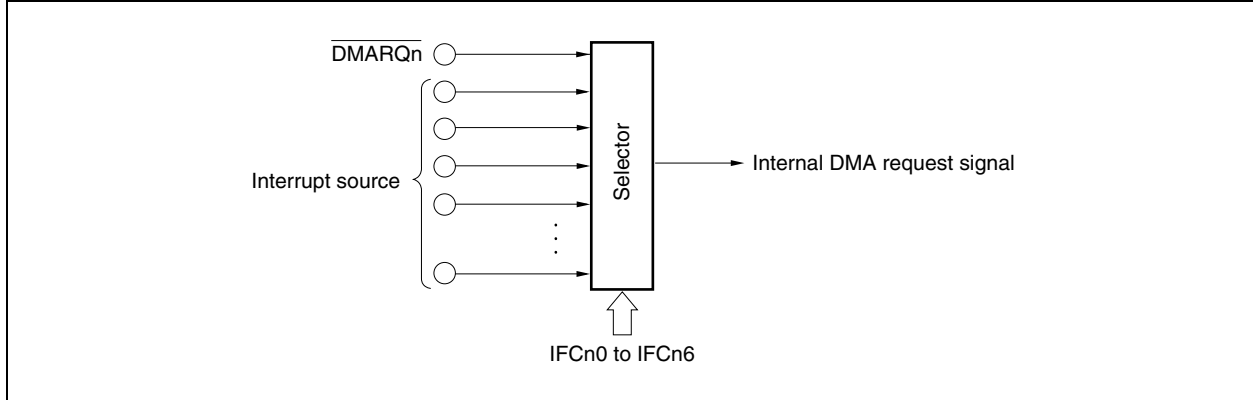 DMARQn
Interrupt source
Selector
Internal DMA request signal
IFCn0 to IFCn6